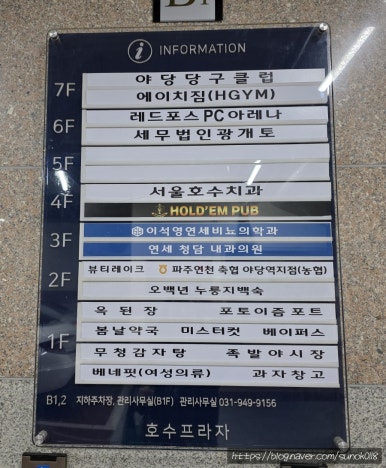 B1
INFORMATION
7F
야당당구클럽
에이치짐(HGYM)
6F
레드포스 PC 아레나
세무법인광개토
5F
4F
서울호수치과
HOLD'EM PUB
3F
이석영연세비뇨의학과
연세 청담 내과의원
2F
뷰티레이크 파주연천 축협 야당역지점(농협)
오백년 누룽지백숙
1F
옥된장 포토이즘포트
봄날약국 미스터컷 베이퍼스
무청감자탕 족발야시장
베네핏(여성의류) 과자창고
B1,2 지하주차장, 관리사무실(B1F) 관리사무실 031-949-9156
호수프라자
https://blog.naver.com/sunok018